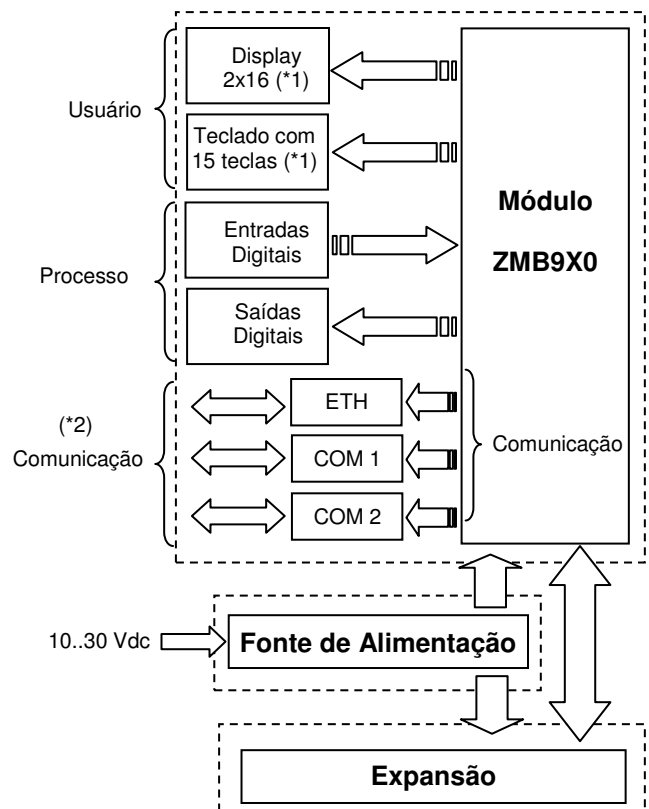 Usuário
Display
2x16 (*1)
Teclado com
15 teclas (*1)
Processo
Entradas
Digitais
Saídas
Digitais
(*2)
Comunicação
ETH
COM 1
COM 2
Comunicação
Módulo
ZMB9X0
10..30 Vdc
Fonte de Alimentação
Expansão